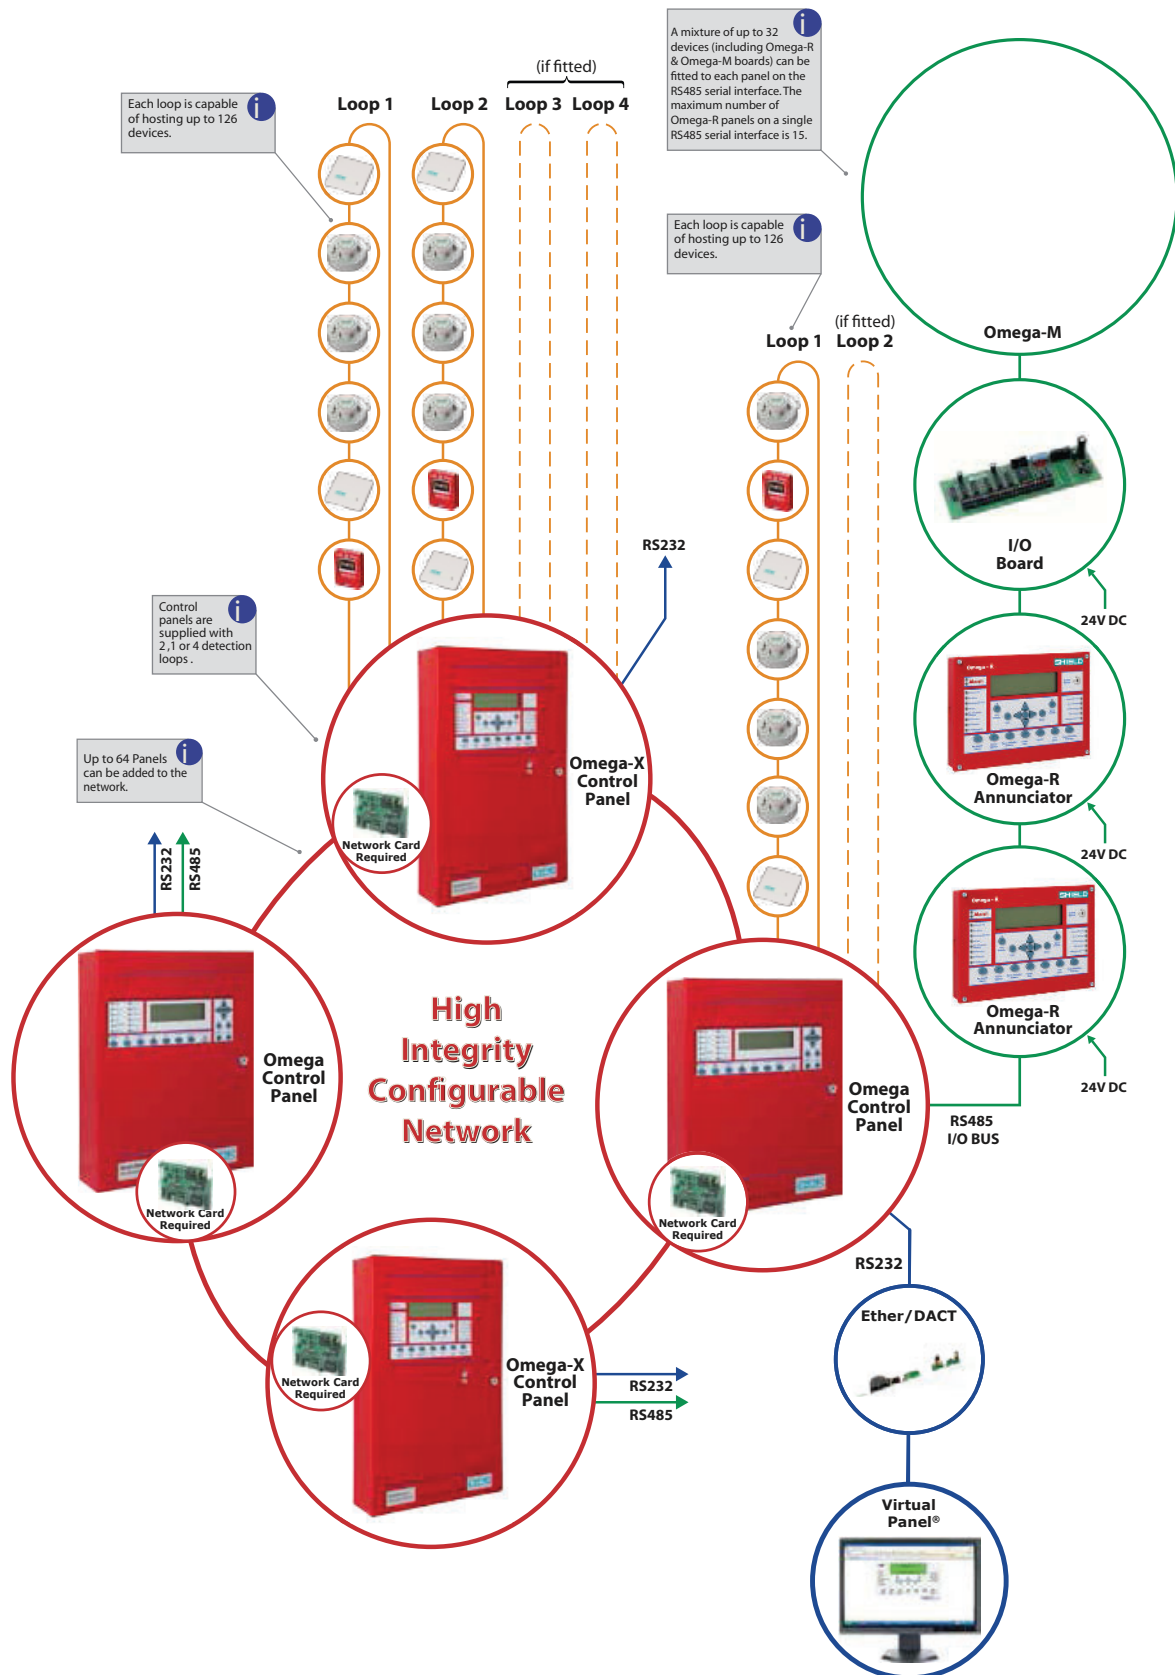 A mixture of up to 32
devices (including Omega-R
& Omega-M boards) can be
fitted to each panel on the
RS485 serial interface. The
maximum number of
Omega-R panels on a single
RS485 serial interface is 15.
(if fitted)
Loop 1
Loop 2
Loop 3
Loop 4
Each loop is capable
of hosting up to 126
devices.
Each loop is capable
of hosting up to 126
devices.
(if fitted)
Loop 1
Loop 2
Omega-M
I/O
Board
24V DC
RS232
Control
panels are
supplied with
2 ,1 or 4 detection
loops .
Omega - R
SHIELD
Omega-R
Annunciator
24V DC
Up to 64 Panels
can be added to the
network.
Omega-X
Control
Panel
Network Card
Required
RS232
RS485
Omega - R
SHIELD
Omega-R
Annunciator
24V DC
High
Integrity
Configurable
Network
Omega
Control
Panel
Network Card
Required
Omega
Control
Panel
Network Card
Required
RS485
I/O BUS
RS232
Omega-X
Control
Panel
Network Card
Required
RS232
RS485
Ether/DACT
Virtual
Panel®